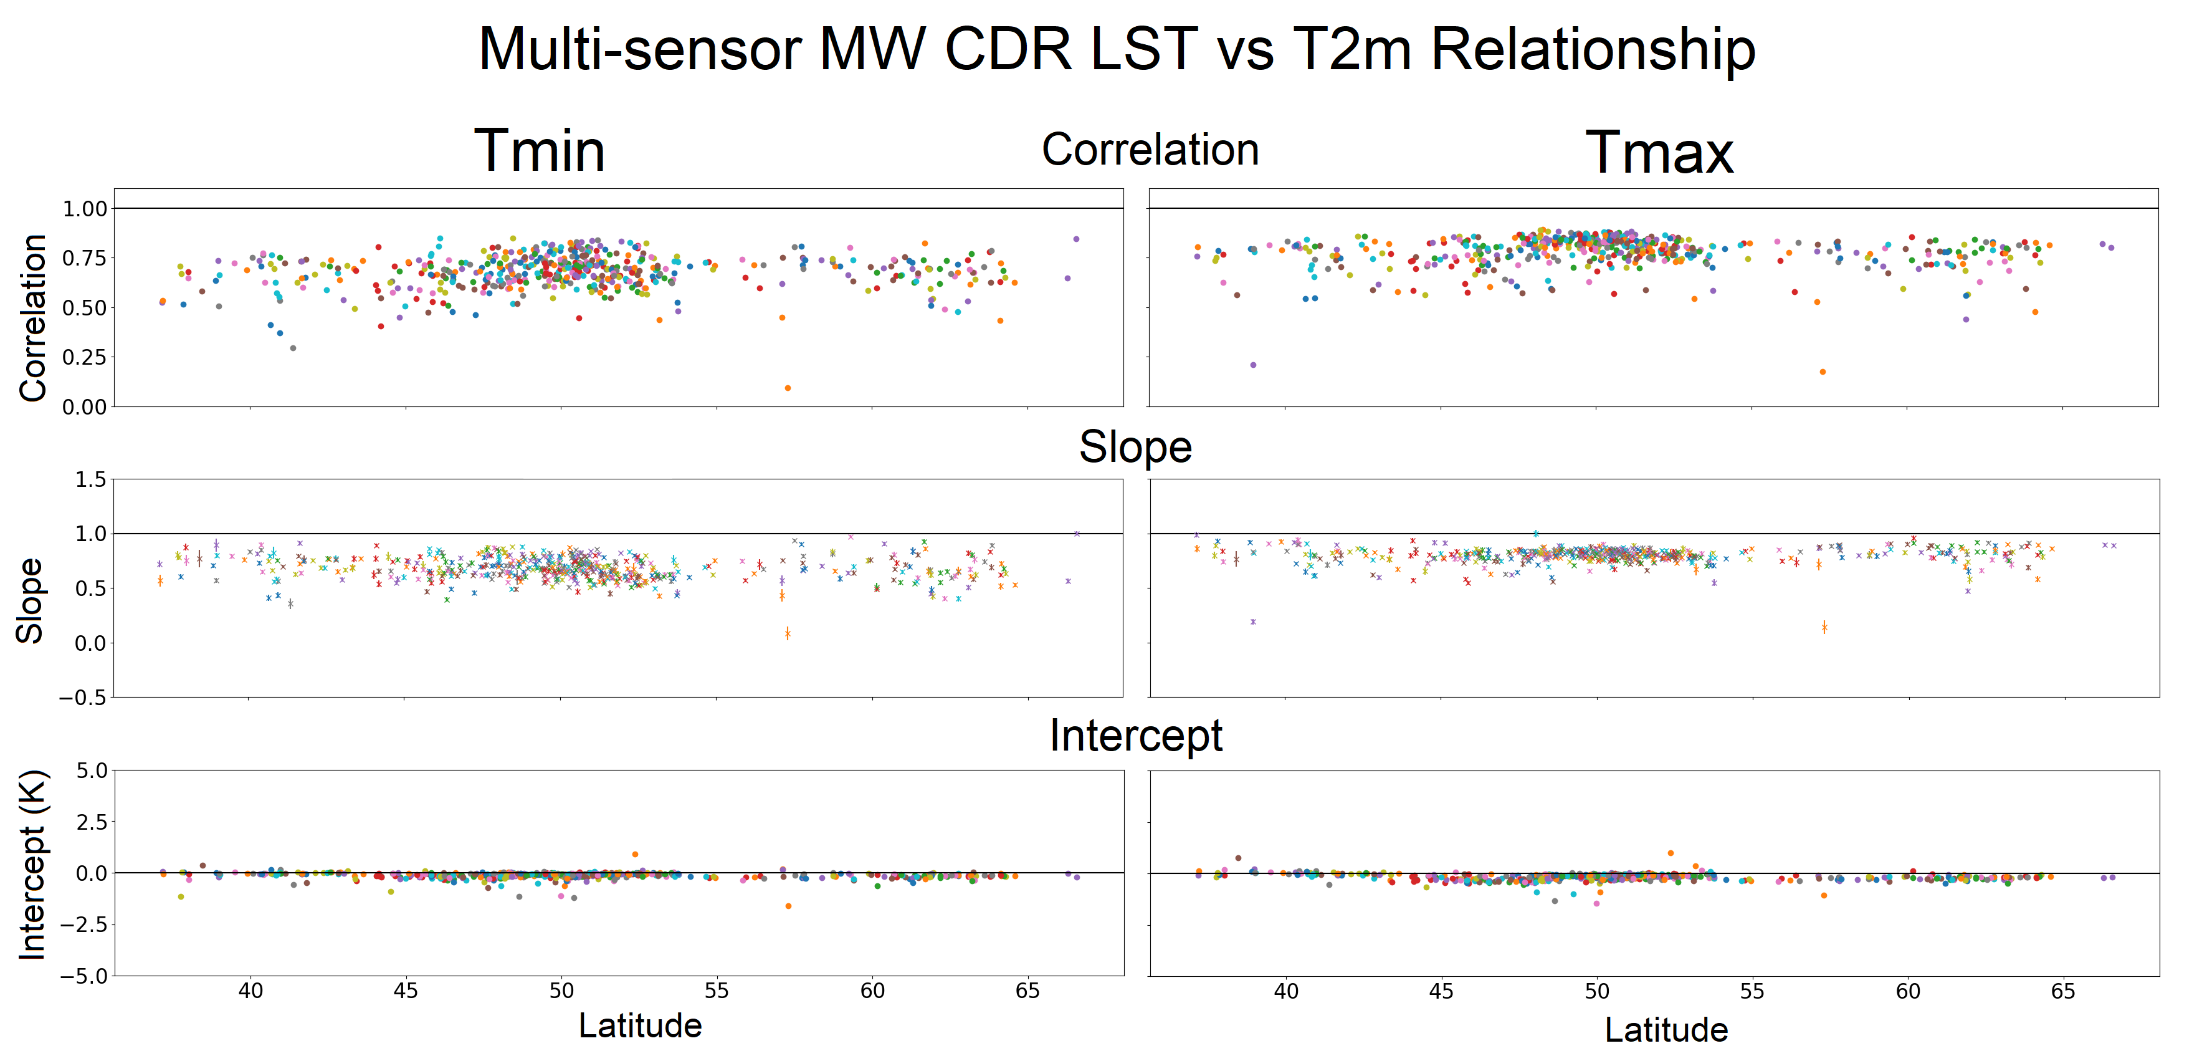 Multi-sensor MW CDR LST vs T2m Relationship
Tmin
Correlation
Tmax
Correlation
1.00
0.75
0.50
0.25
0.00
Slope
Slope
1.5
1.0
0.5
0.0
−0.5
Intercept
Intercept (K)
5.0
2.5
0.0
−2.5
−5.0
40 45 50 55 60 65
40 45 50 55 60 65
Latitude
Latitude